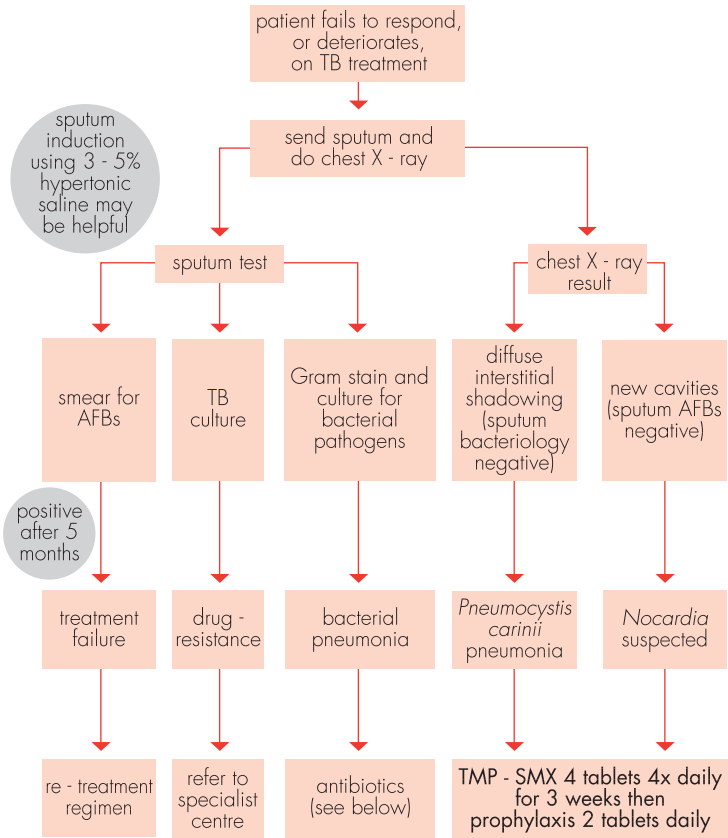 patient fails to respond,
or deteriorates,
on TB treatment
sputum
induction
using 3 - 5%
hypertonic
saline may
be helpful
send sputum and
do chest X - ray
sputum test
chest X - ray
result
smear for
AFBs
TB
culture
Gram stain and
culture for
bacterial
pathogens
diffuse
interstitial
shadowing
(sputum
bacteriology
negative)
new cavities
(sputum AFBs
negative)
positive
after 5
months
treatment
failure
drug -
resistance
bacterial
pneumonia
Pneumocystis
carinii
pneumonia
Nocardia
suspected
re - treatment
regimen
refer to
specialist
centre
antibiotics
(see below)
TMP - SMX 4 tablets 4x daily
for 3 weeks then
prophylaxis 2 tablets daily